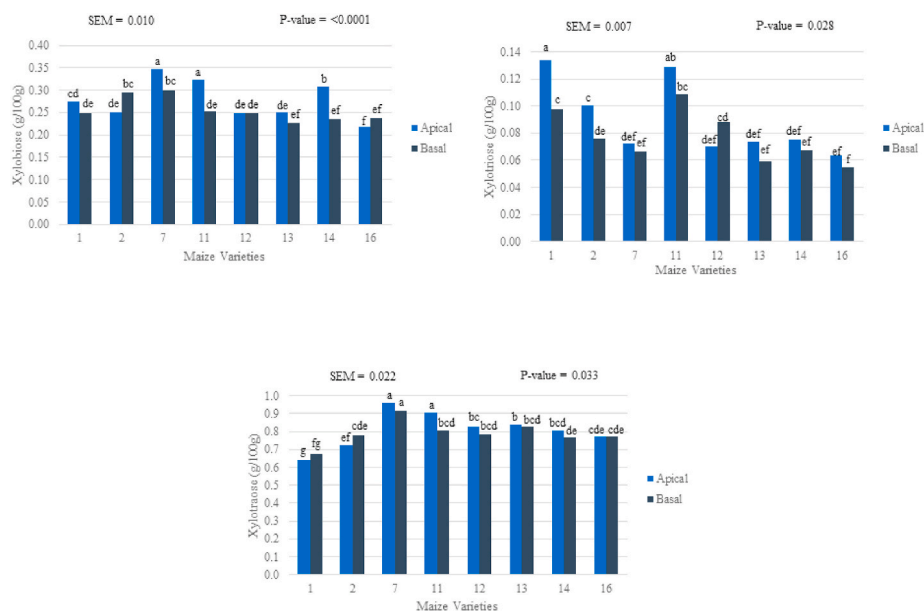 SEM = 0.010 P-value = <0.0001
Xylobiose (g/100g)
0.40
0.35
0.30
0.25
0.20
0.15
0.10
0.05
0.00
cd de de bc a bc a de de de de ef b ef f ef
1 2 7 11 12 13 14 16
Maize Varieties
Apical
Basal
SEM = 0.007 P-value = 0.028
Xylotriose (g/100g)
0.14
0.12
0.10
0.08
0.06
0.04
0.02
0.00
a c c de def ef ab bc def cd def ef def ef ef f
1 2 7 11 12 13 14 16
Maize Varieties
Apical
Basal
SEM = 0.022 P-value = 0.033
Xylotraose (g/100g)
1.0
0.9
0.8
0.7
0.6
0.5
0.4
0.3
0.2
0.1
0.0
g fg ef cde a a a bcd bc bcd b bcd bcd de cde cde
1 2 7 11 12 13 14 16
Maize Varieties
Apical
Basal